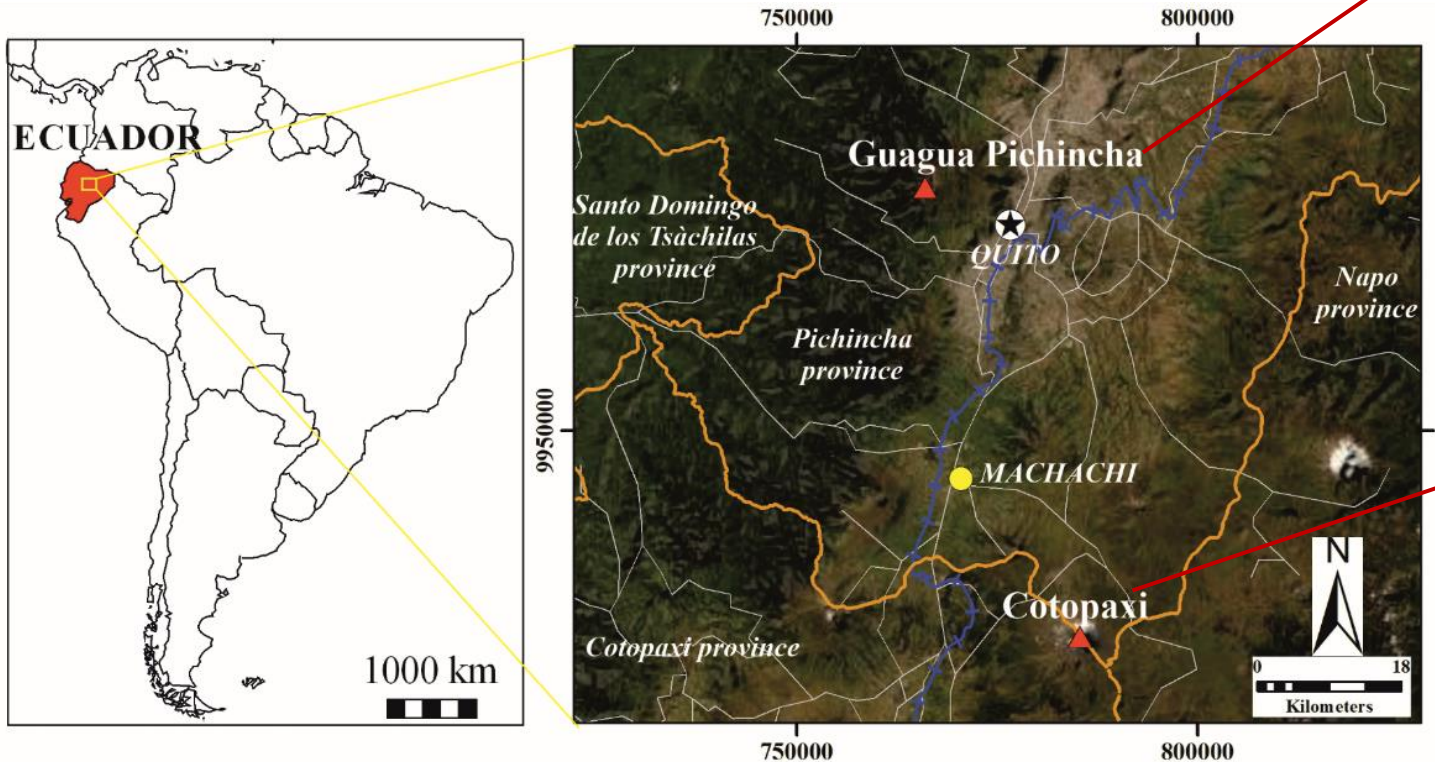 750000
800000
ECUADOR
Guagua Pichincha
Santo Domingo
de los Tsàchilas
province
QUITO
Napo
province
Pichincha
province
9950000
MACHACHI
N
Cotopaxi
Cotopaxi province
1000 km
0 18
Kilometers
750000
800000